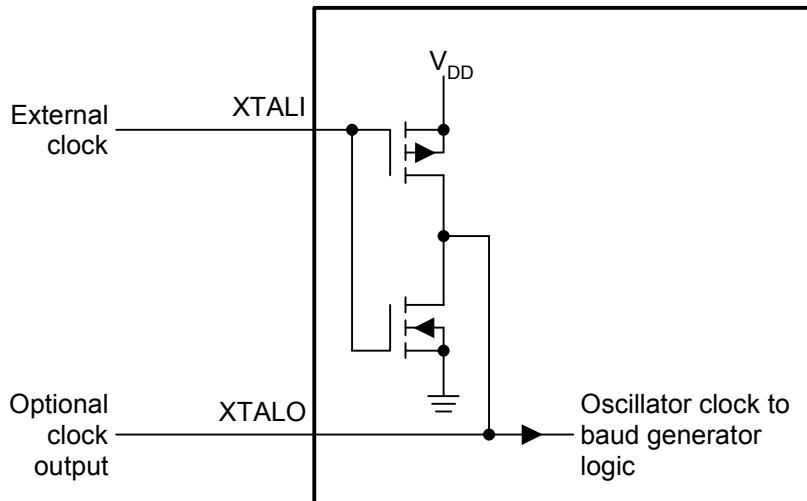 V_DD
XTALI
External
clock
XTALO
Optional
clock
output
Oscillator clock to
baud generator
logic